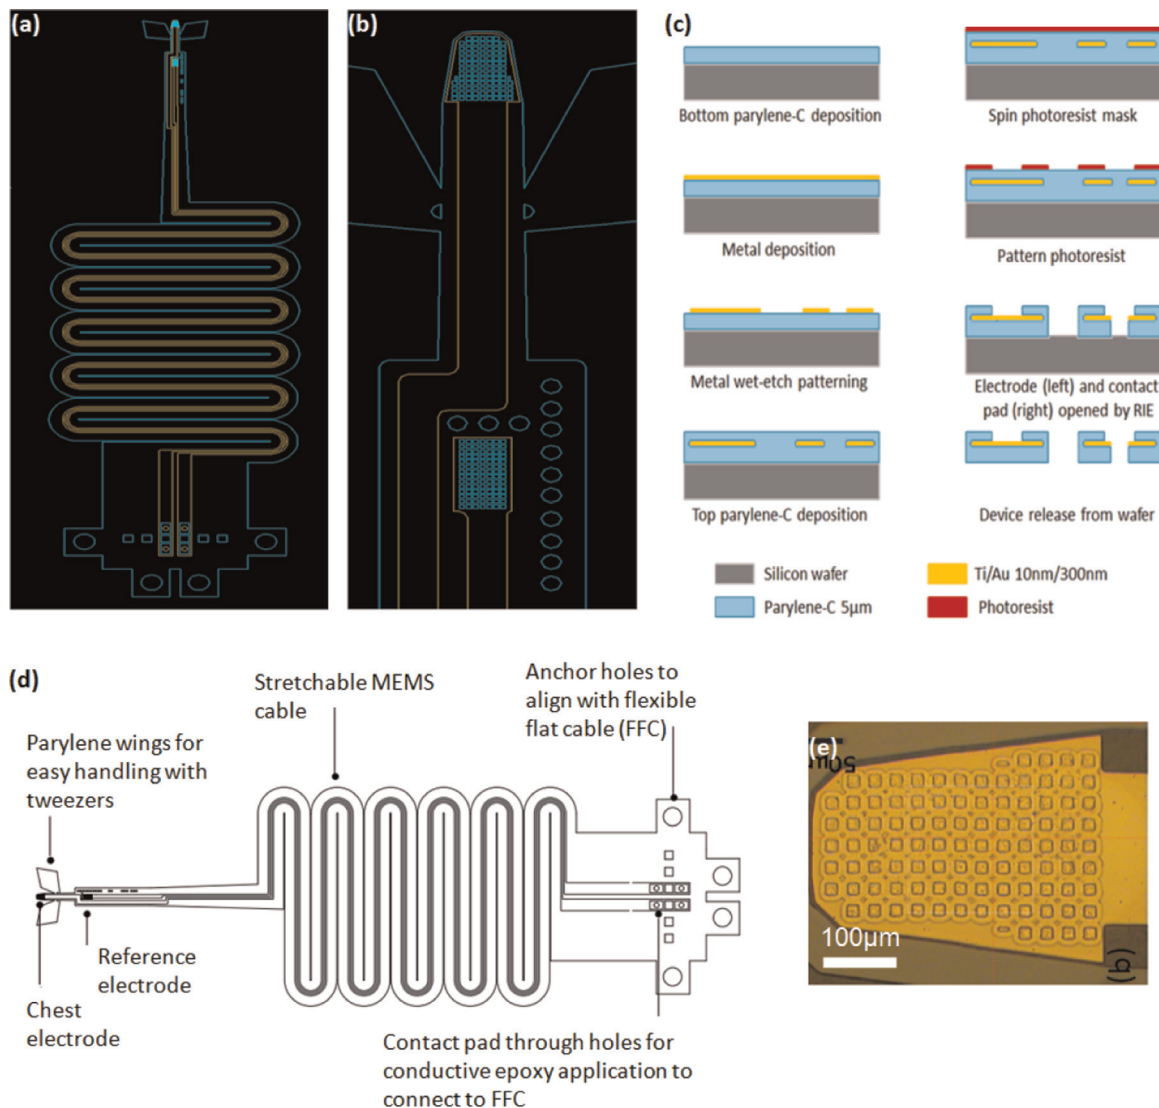 (a)
(b)
(c)
Bottom parylene-C deposition
Spin photoresist mask
Metal deposition
Pattern photoresist
Metal wet-etch patterning
Electrode (left) and contact
pad (right) opened by RIE
Top parylene-C deposition
Device release from wafer
Silicon wafer
Ti/Au 10nm/300nm
Parylene-C 5µm
Photoresist
(d)
Stretchable MEMS
cable
Anchor holes to
align with flexible
flat cable (FFC)
Parylene wings for
easy handling with
tweezers
Reference
electrode
Chest
electrode
Contact pad through holes for
conductive epoxy application to
connect to FFC
(e)
50µm
100µm
(b)